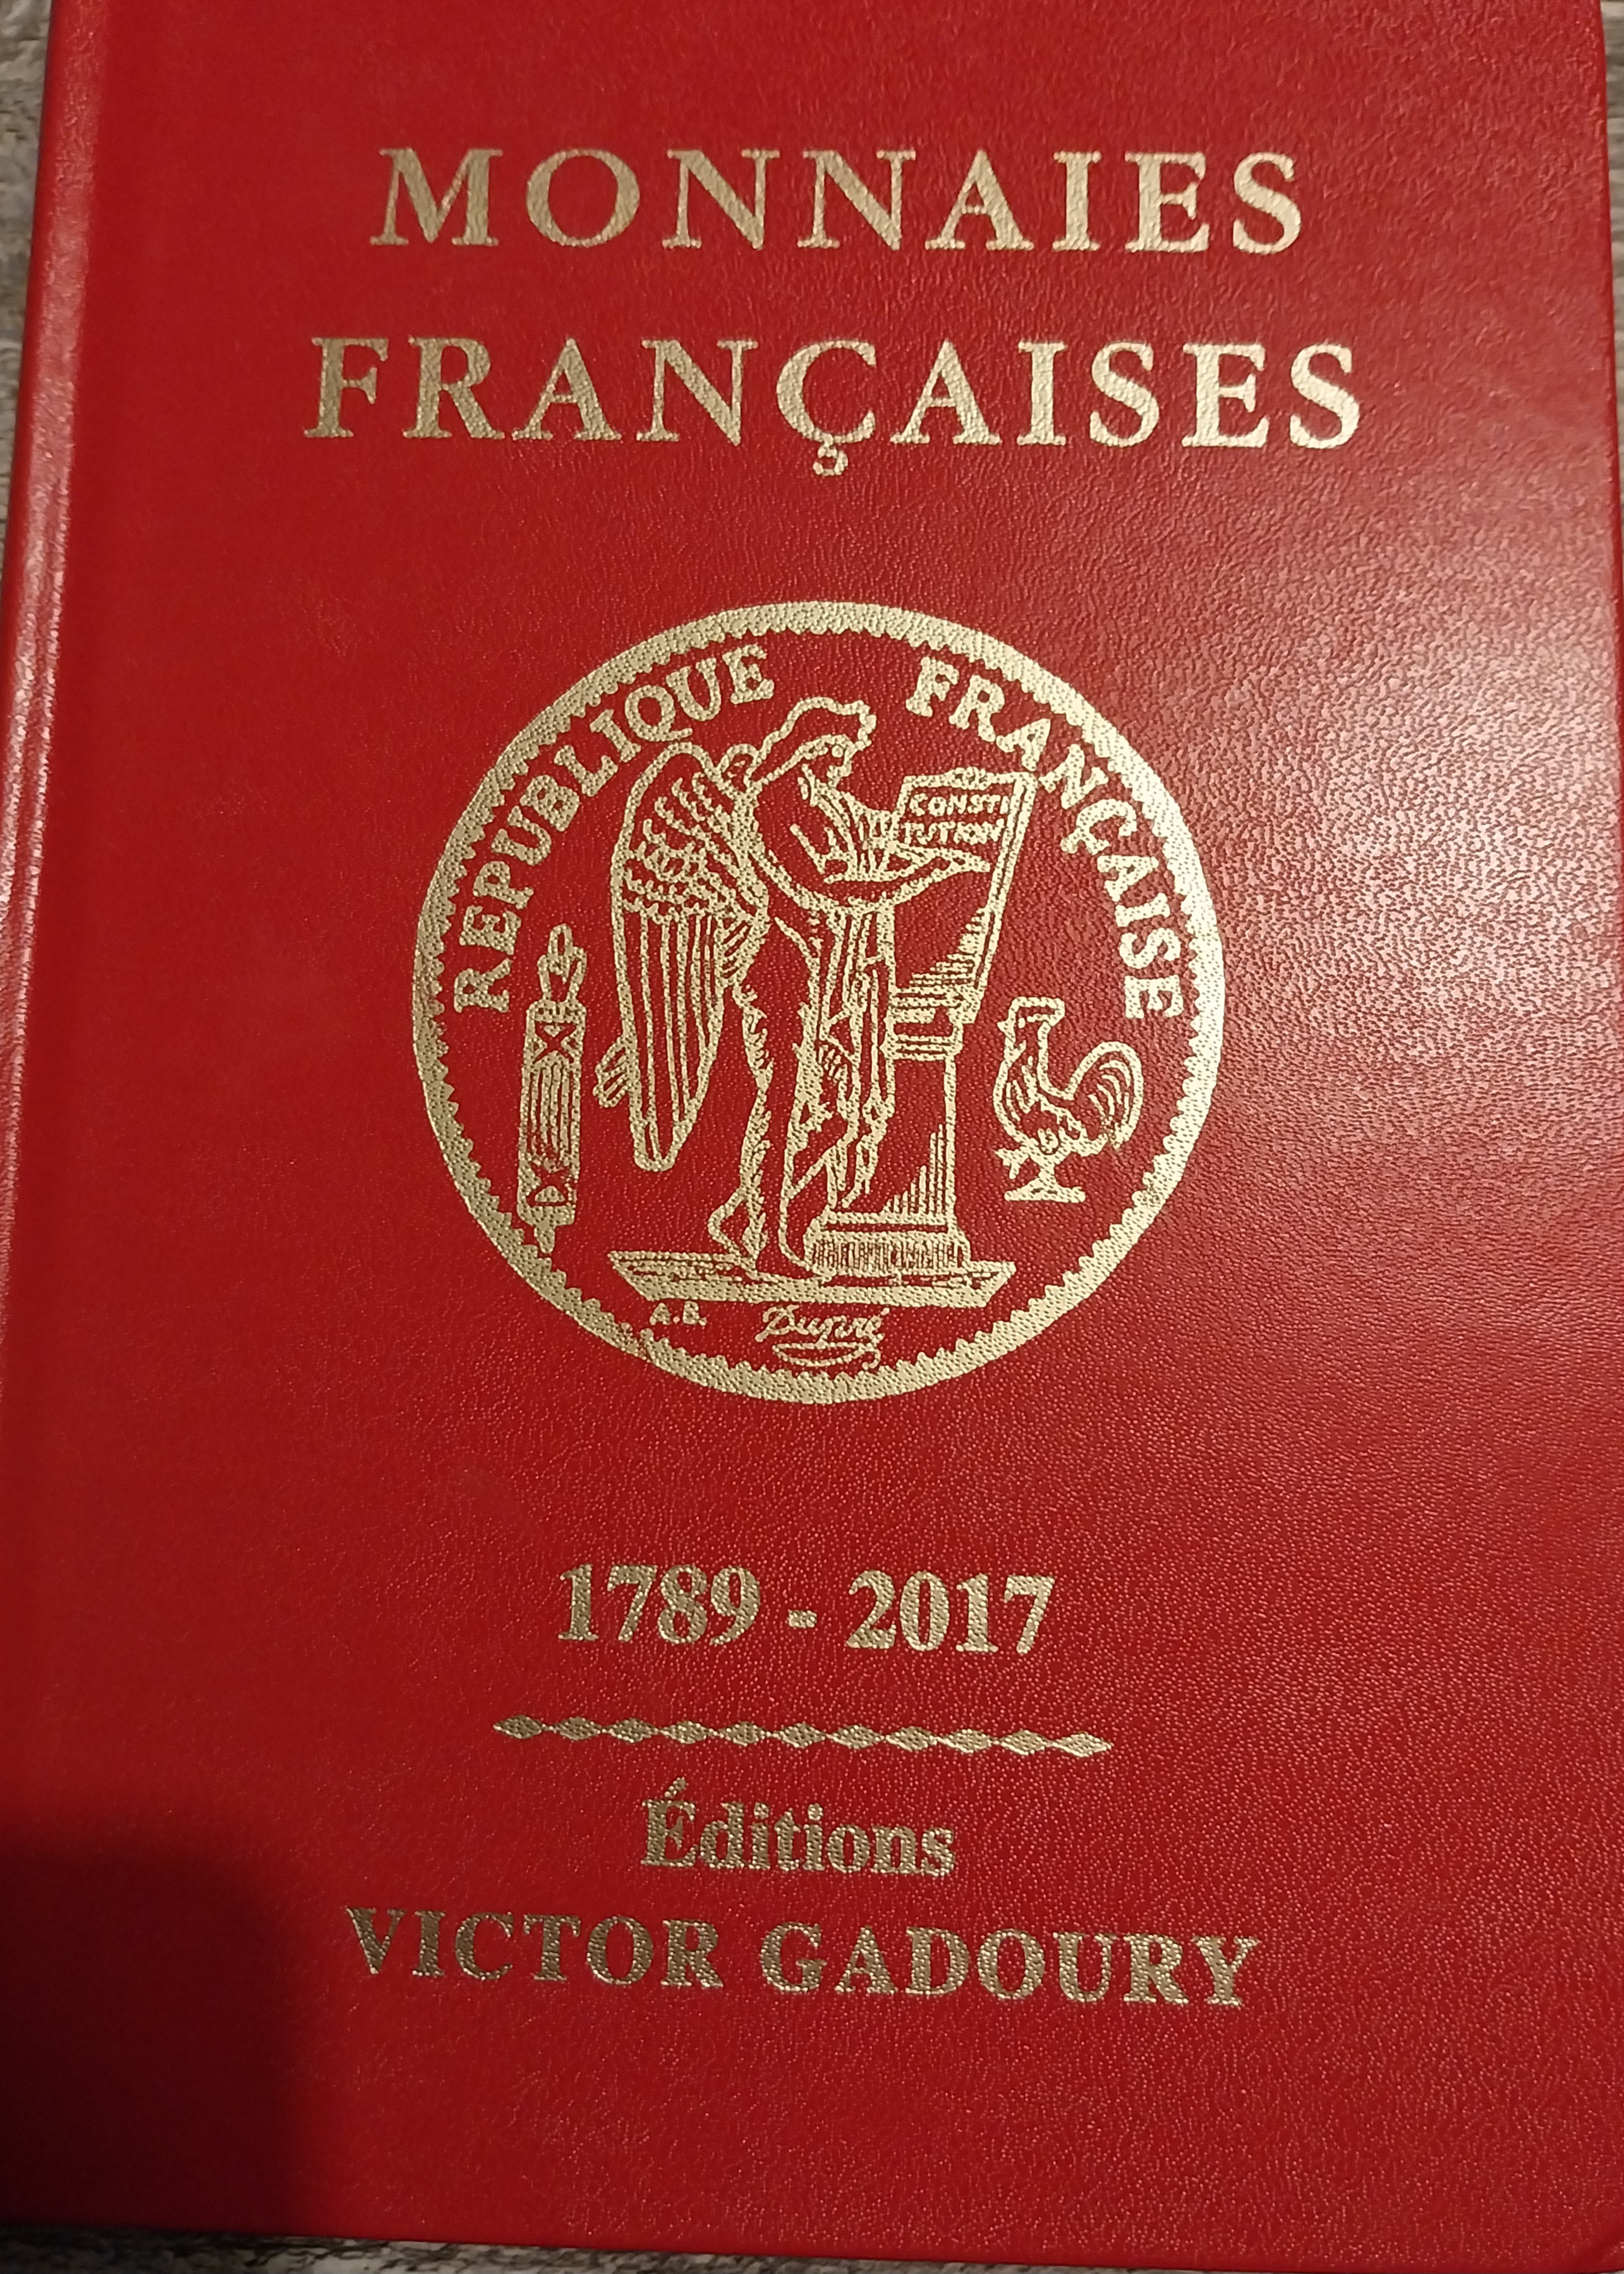 MONNAIES
FRANÇAISES
REPUBLIQUE FRANÇAISE
CONSTI
TUTION
A.B. Dupré
1789 - 2017
Éditions
VICTOR GADOURY